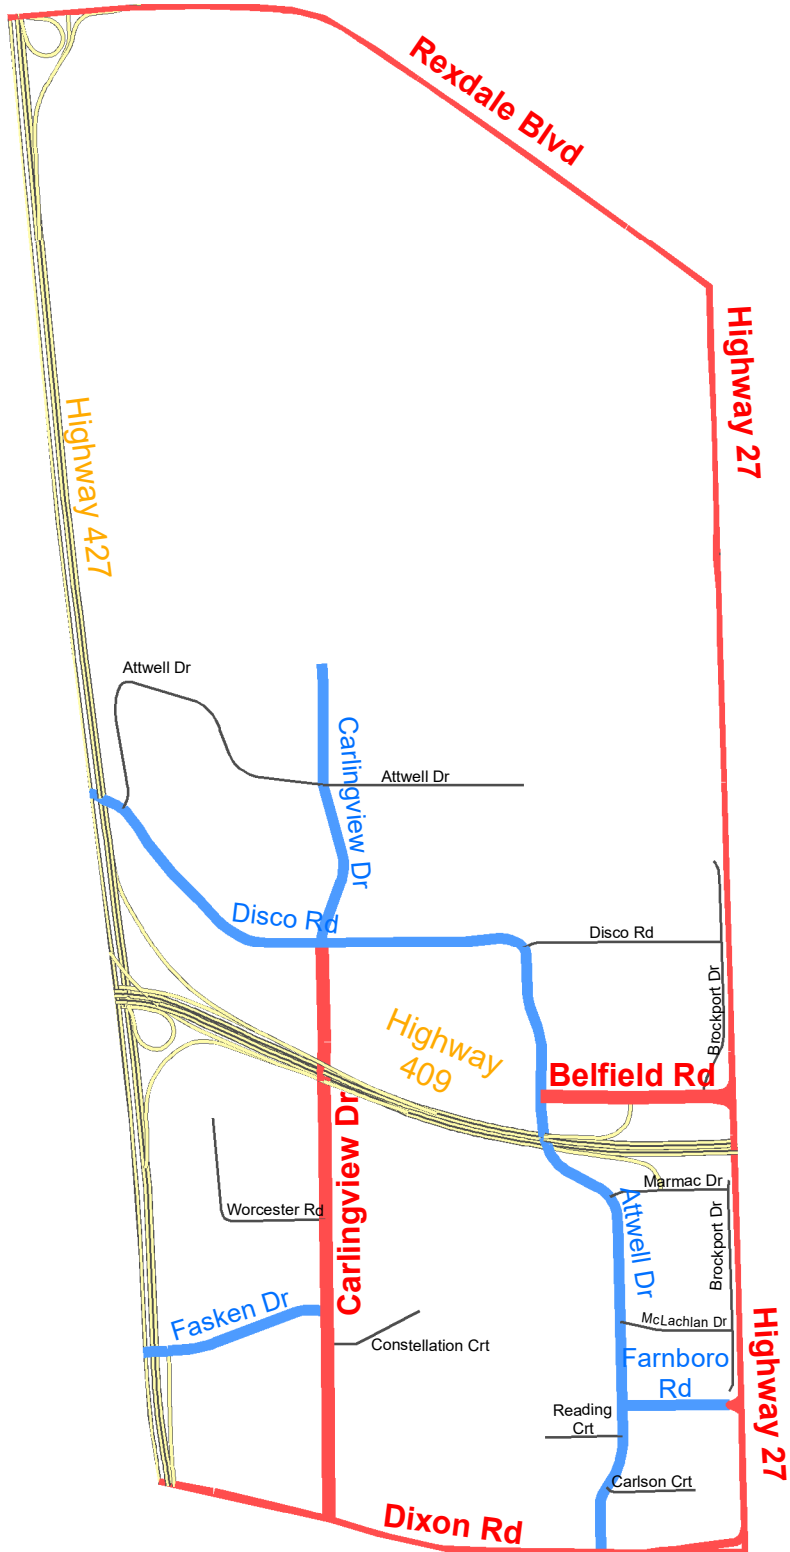 Rexdale Blvd
Highway 27
Highway 427
Attwell Dr
Carlingview Dr
Attwell Dr
Disco Rd
Disco Rd
Brockport Dr
Highway
409
Belfield Rd
Carlingview Dr
Marmac Dr
Attwell Dr
Brockport Dr
Worcester Rd
Fasken Dr
McLachlan Dr
Constellation Crt
Farnboro
Rd
Highway 27
Reading
Crt
Carlson Crt
Dixon Rd